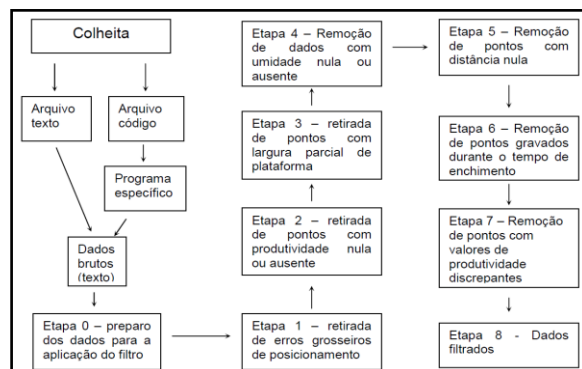 Colheita
Arquivo
texto
Arquivo
código
Programa
específico
Dados
brutos
(texto)
Etapa 0 – preparo
dos dados para a
aplicação do filtro
Etapa 1 – retirada
de erros grosseiros
de posicionamento
Etapa 2 – retirada
de pontos com
produtividade nula
ou ausente
Etapa 3 – retirada
de pontos com
largura parcial de
plataforma
Etapa 4 – Remoção
de dados com
umidade nula ou
ausente
Etapa 5 – Remoção
de pontos com
distância nula
Etapa 6 – Remoção
de pontos gravados
durante o tempo de
enchimento
Etapa 7 – Remoção
de pontos com
valores de
produtividade
discrepantes
Etapa 8 - Dados
filtrados